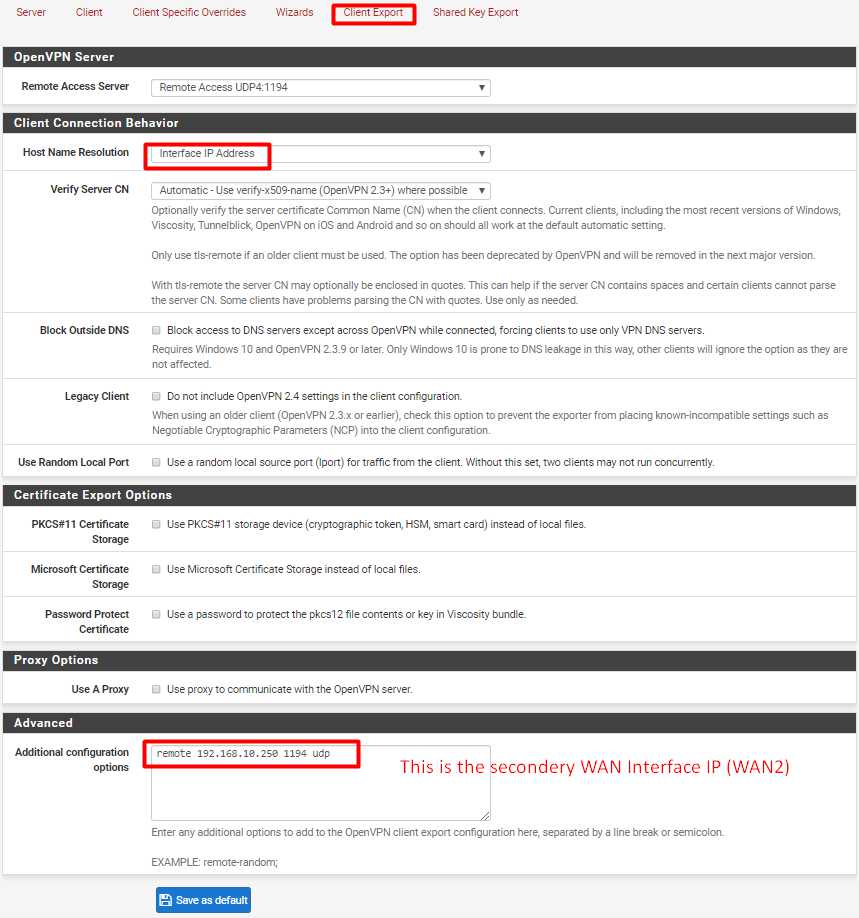 Server Client Client Specific Overrides Wizards Client Export Shared Key Export
OpenVPN Server
Remote Access Server Remote Access UDP4:1194
Client Connection Behavior
Host Name Resolution Interface IP Address
Verify Server CN Automatic - Use verify-x509-name (OpenVPN 2.3+) where possible
Optionally verify the server certificate Common Name (CN) when the client connects. Current clients, including the most recent versions of Windows,
Viscosity, Tunnelblick, OpenVPN on iOS and Android and so on should all work at the default automatic setting.
Only use tls-remote if an older client must be used. The option has been deprecated by OpenVPN and will be removed in the next major version.
With tls-remote the server CN may optionally be enclosed in quotes. This can help if the server CN contains spaces and certain clients cannot parse
the server CN. Some clients have problems parsing the CN with quotes. Use only as needed.
Block Outside DNS Block access to DNS servers except across OpenVPN while connected, forcing clients to use only VPN DNS servers.
Requires Windows 10 and OpenVPN 2.3.9 or later. Only Windows 10 is prone to DNS leakage in this way, other clients will ignore the option as they are
not affected.
Legacy Client Do not include OpenVPN 2.4 settings in the client configuration.
When using an older client (OpenVPN 2.3.x or earlier), check this option to prevent the exporter from placing known-incompatible settings such as
Negotiable Cryptographic Parameters (NCP) into the client configuration.
Use Random Local Port Use a random local source port (lport) for traffic from the client. Without this set, two clients may not run concurrently.
Certificate Export Options
PKCS#11 Certificate Use PKCS#11 storage device (cryptographic token, HSM, smart card) instead of local files.
Storage
Microsoft Certificate Use Microsoft Certificate Storage instead of local files.
Storage
Password Protect Use a password to protect the pkcs12 file contents or key in Viscosity bundle.
Certificate
Proxy Options
Use A Proxy Use proxy to communicate with the OpenVPN server.
Advanced
Additional configuration remote 192.168.10.250 1194 udp
options This is the secondery WAN Interface IP (WAN2)
Enter any additional options to add to the OpenVPN client export configuration here, separated by a line break or semicolon.
EXAMPLE: remote-random;
Save as default